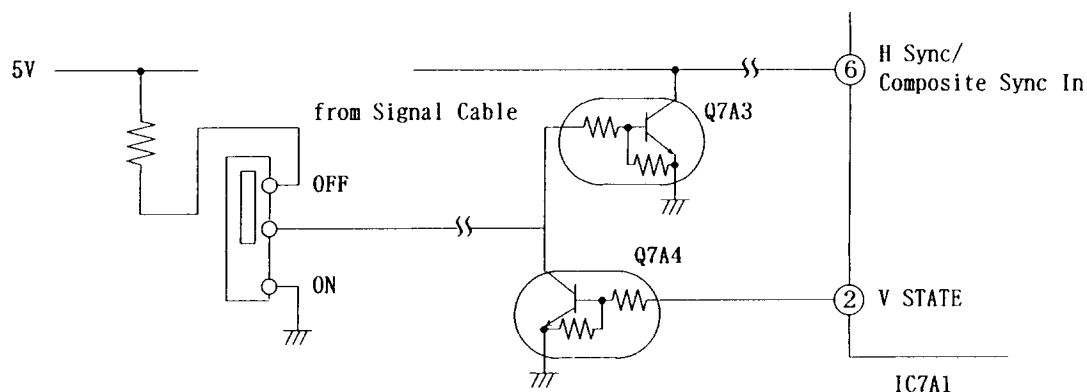 5V
from Signal Cable
H Sync/
Composite Sync In
6
Q7A3
OFF
Q7A4
ON
2
V STATE
IC7A1